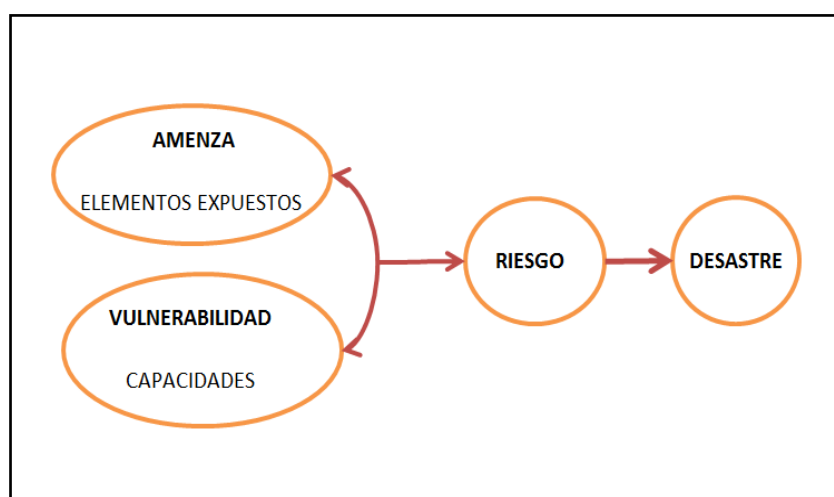 AMENZA
ELEMENTOS EXPUESTOS
VULNERABILIDAD
CAPACIDADES
RIESGO
DESASTRE